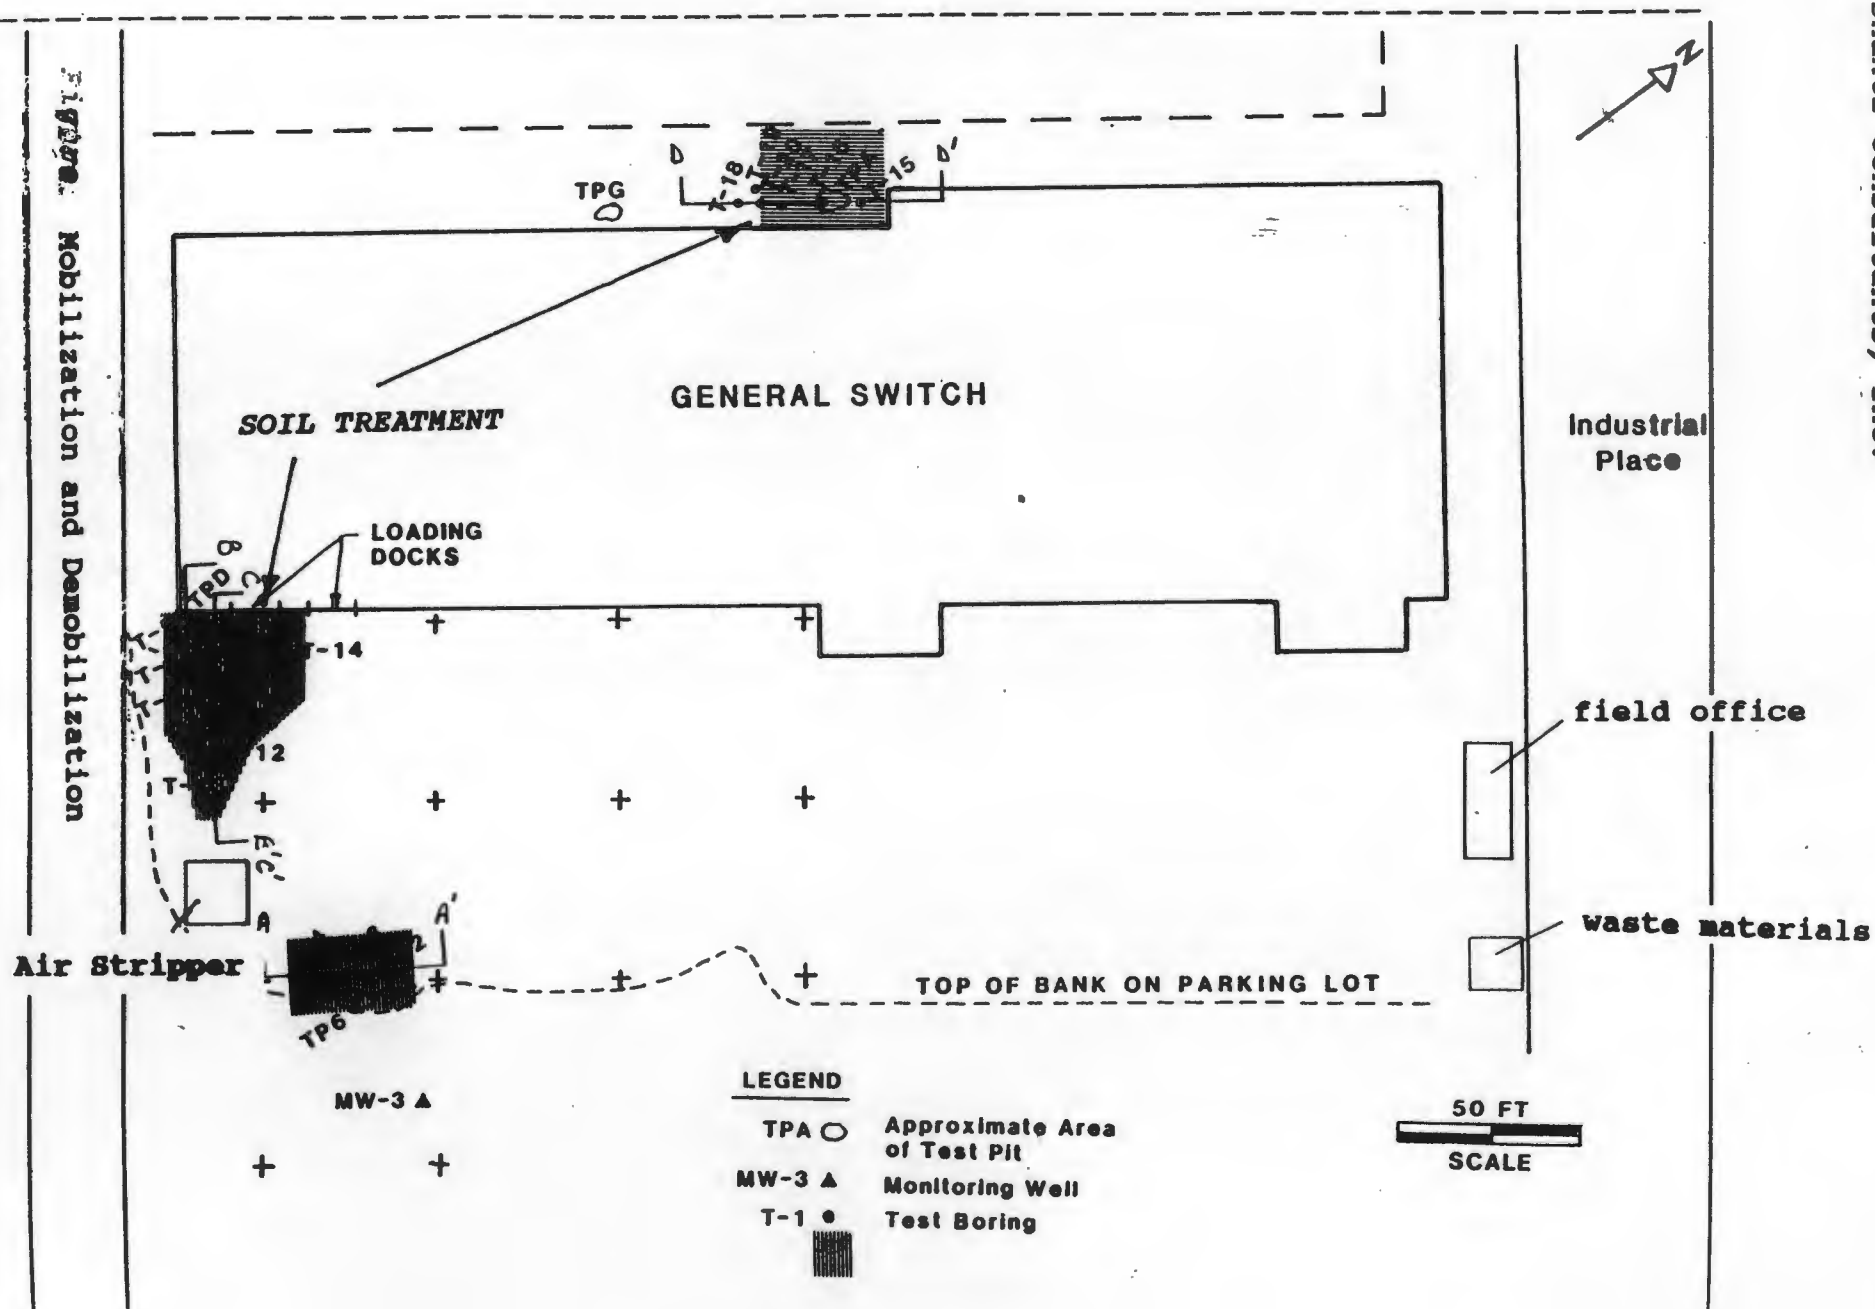 Mobilization and Demobilization
N
D
D'
T-18
T-15
TPG
GENERAL SWITCH
SOIL TREATMENT
Industrial
Place
LOADING
DOCKS
B
TPD
C
T-14
12
T-
E'C'
A
A'
Air Stripper
TP6
field office
waste materials
TOP OF BANK ON PARKING LOT
MW-3
LEGEND
TPA Approximate Area
of Test Pit
MW-3 Monitoring Well
T-1 Test Boring
50 FT
SCALE